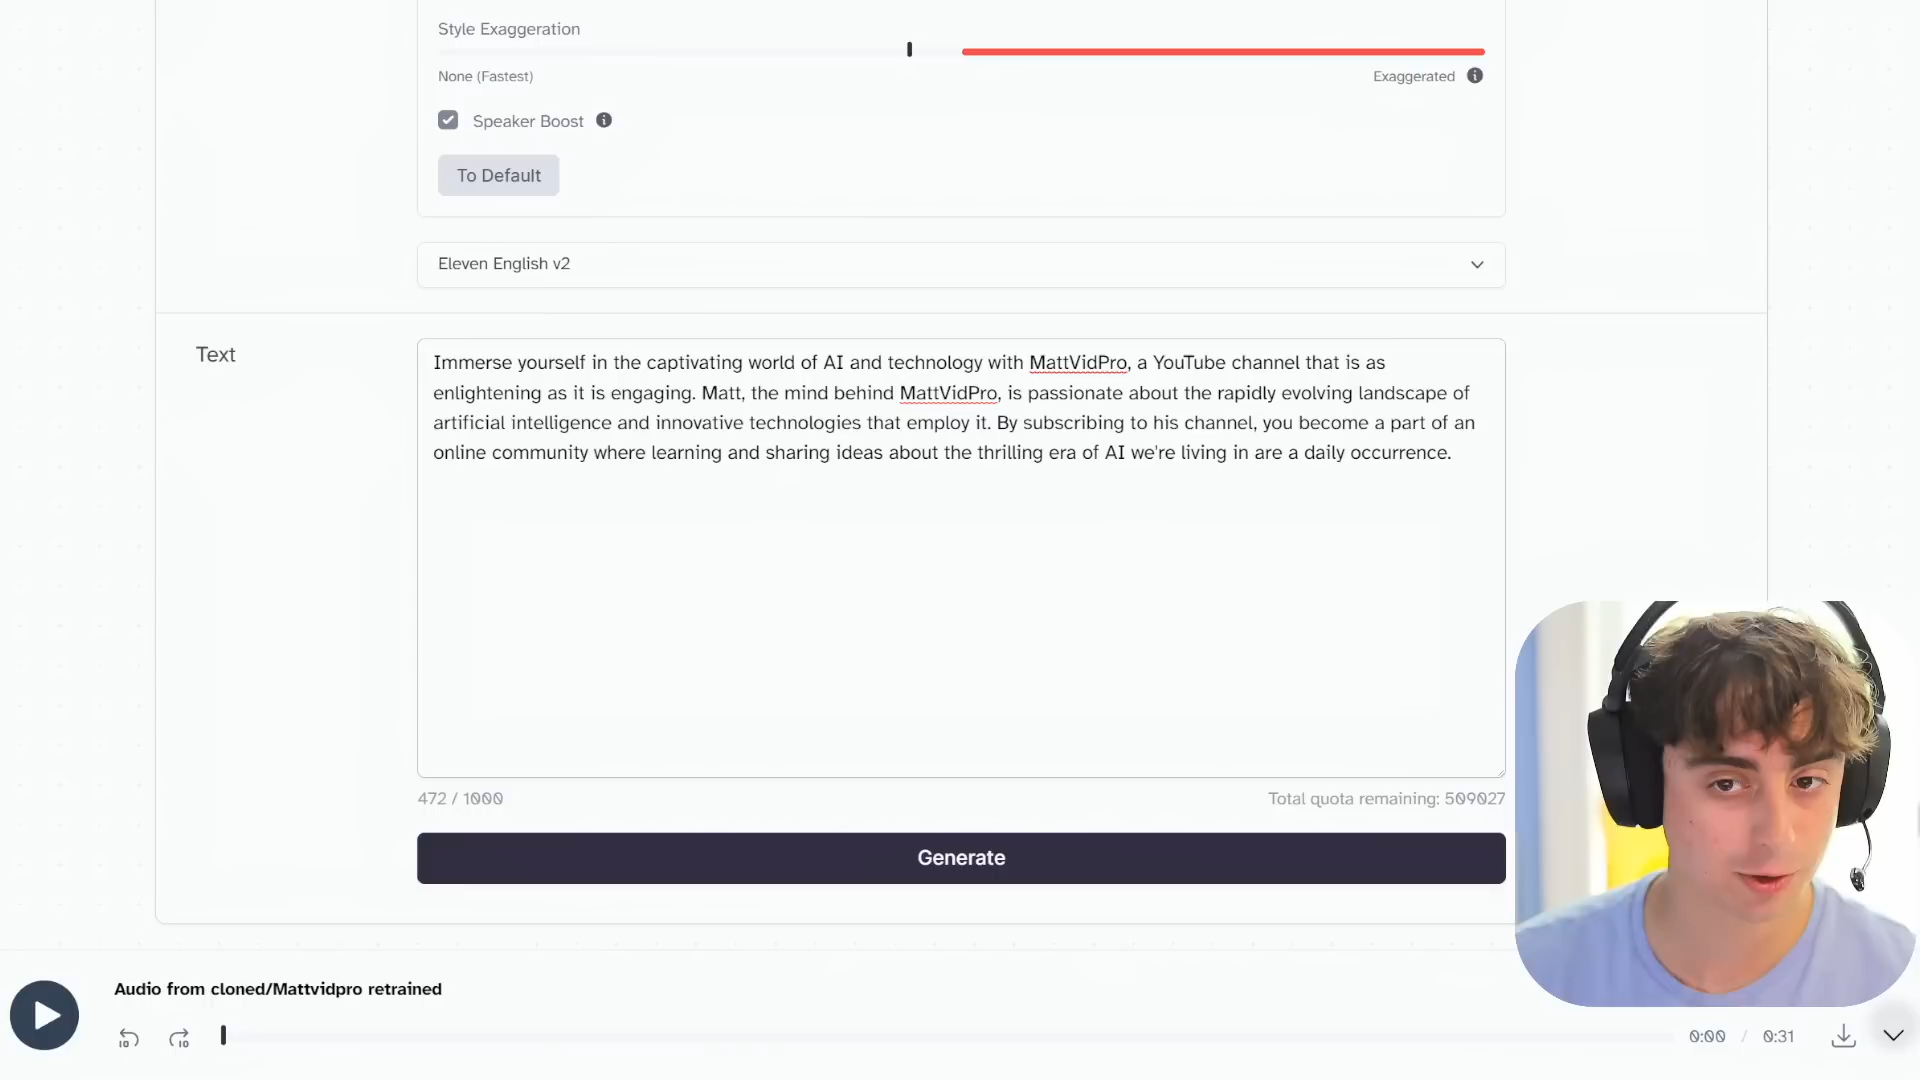 Style Exaggeration
None (Fastest)
Exaggerated
Speaker Boost
To Default
Eleven English v2
Text
Immerse yourself in the captivating world of AI and technology with MattVidPro, a YouTube channel that is as
enlightening as it is engaging. Matt, the mind behind MattVidPro, is passionate about the rapidly evolving landscape of
artificial intelligence and innovative technologies that employ it. By subscribing to his channel, you become a part of an
online community where learning and sharing ideas about the thrilling era of AI we're living in are a daily occurrence.
472 / 1000
Total quota remaining: 509027
Generate
Audio from cloned/Mattvidpro retrained
10
10
0:00 / 0:31